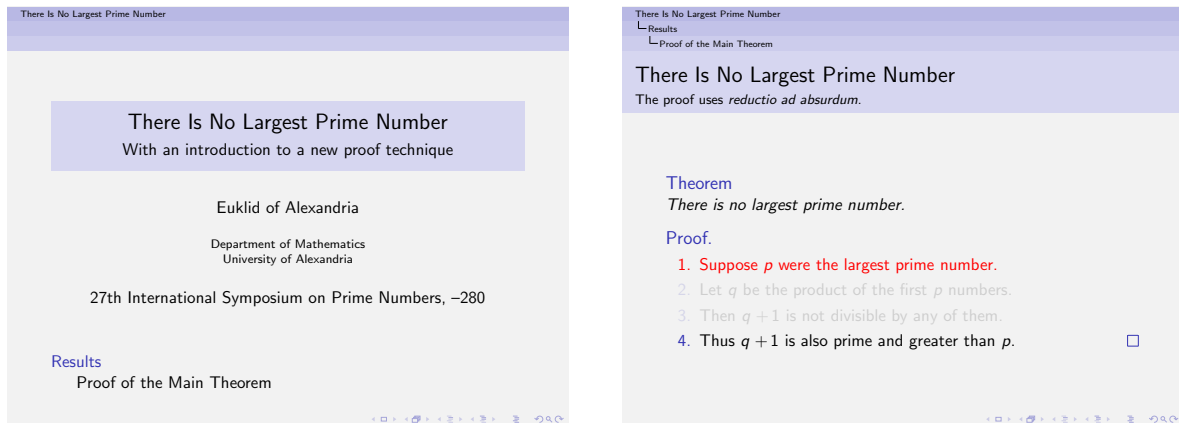 There Is No Largest Prime Number
There Is No Largest Prime Number
With an introduction to a new proof technique
Euklid of Alexandria
Department of Mathematics
University of Alexandria
27th International Symposium on Prime Numbers, –280
Results
Proof of the Main Theorem
There Is No Largest Prime Number
Results
Proof of the Main Theorem
There Is No Largest Prime Number
The proof uses reductio ad absurdum.
Theorem
There is no largest prime number.
Proof.
1. Suppose p were the largest prime number.
2. Let q be the product of the first p numbers.
3. Then q + 1 is not divisible by any of them.
4. Thus q + 1 is also prime and greater than p.